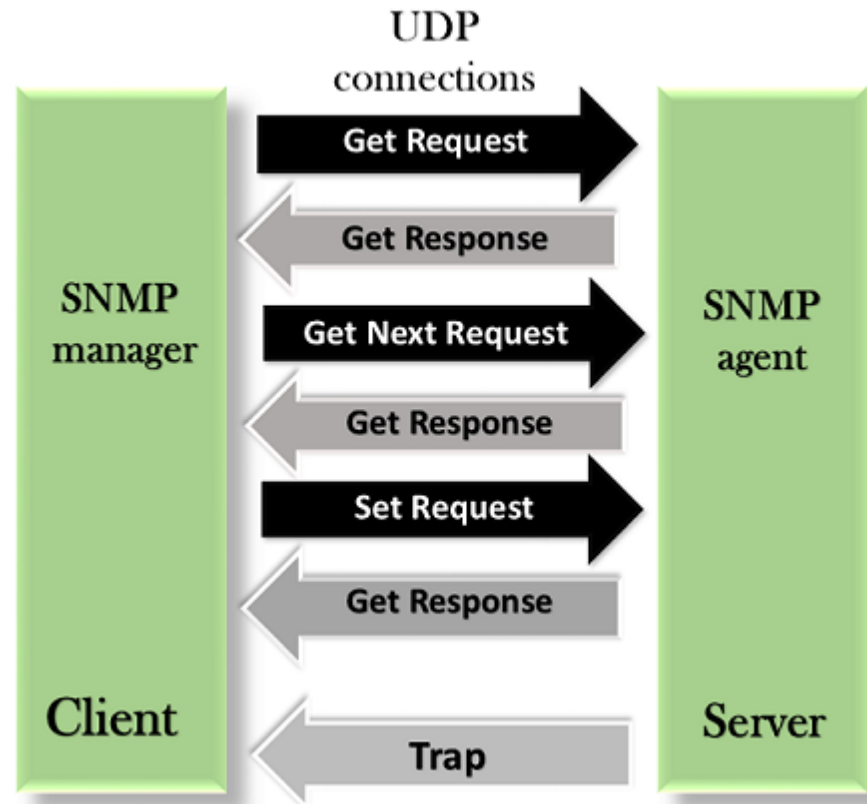 UDP
connections
Get Request
Get Response
SNMP
manager
Get Next Request
SNMP
agent
Get Response
Set Request
Get Response
Client
Trap
Server